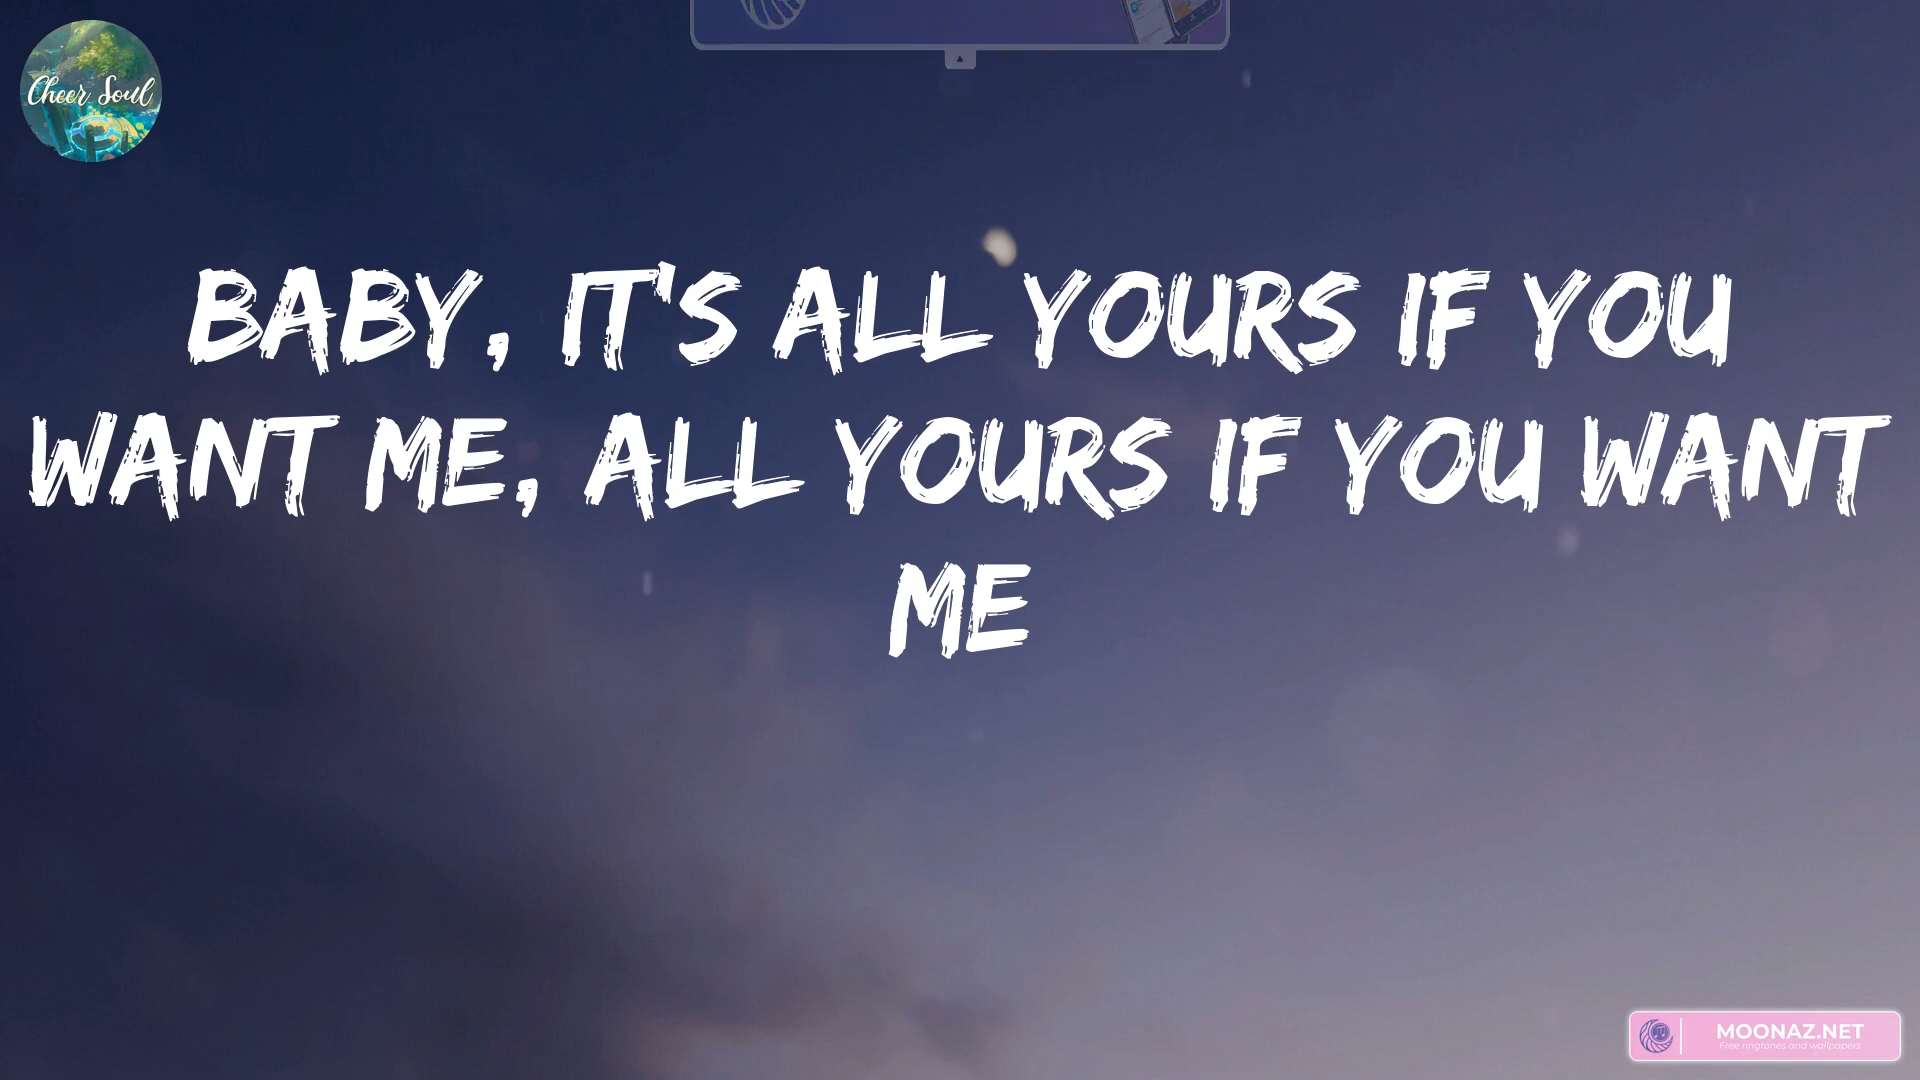 Cheer Soul
BABY, IT'S ALL YOURS IF YOU
WANT ME, ALL YOURS IF YOU WANT
ME
MOONAZ.NET
Free ringtones and wallpapers